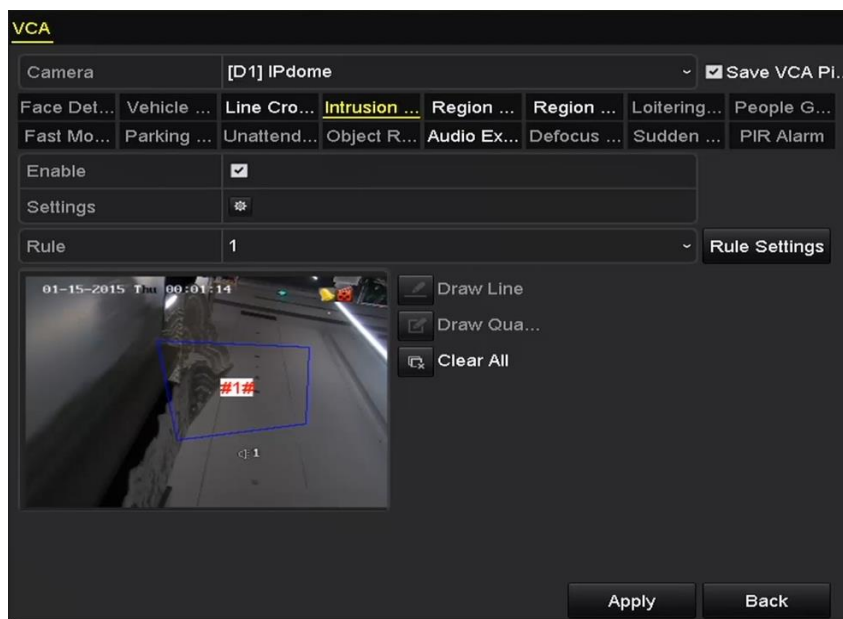 VCA
Camera [D1] IPdome Save VCA Pi..
Face Det... Vehicle ... Line Cro... Intrusion ... Region ... Region ... Loitering... People G...
Fast Mo... Parking ... Unattend... Object R... Audio Ex... Defocus ... Sudden ... PIR Alarm
Enable
Settings
Rule 1 Rule Settings
01-15-2015 Thu 00:01:14
Draw Line
Draw Qua...
Clear All
#1#
1
Apply Back